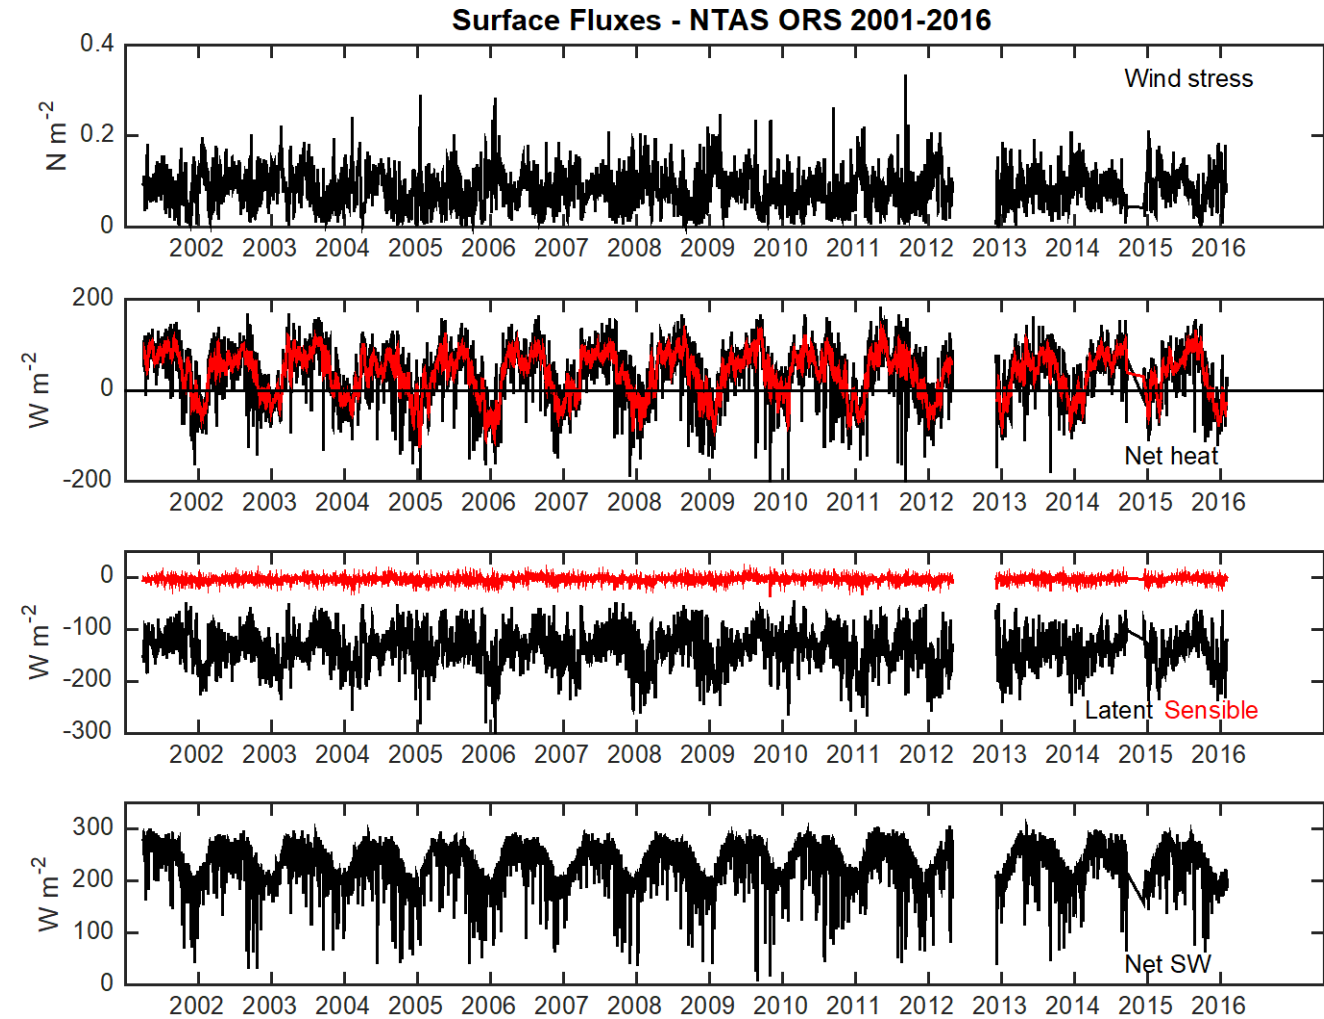 Surface Fluxes - NTAS ORS 2001-2016
0.4
Wind stress
N m-2
0.2
0
2002 2003 2004 2005 2006 2007 2008 2009 2010 2011 2012 2013 2014 2015 2016
200
W m-2
0
Net heat
-200
2002 2003 2004 2005 2006 2007 2008 2009 2010 2011 2012 2013 2014 2015 2016
0
-100
W m-2
-200
Latent Sensible
-300
2002 2003 2004 2005 2006 2007 2008 2009 2010 2011 2012 2013 2014 2015 2016
300
W m-2
200
100
Net SW
0
2002 2003 2004 2005 2006 2007 2008 2009 2010 2011 2012 2013 2014 2015 2016